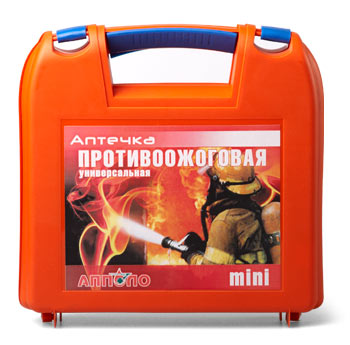 Аптечка
ПРОТИВООЖОГОВАЯ
универсальная
АППОЛО
mini